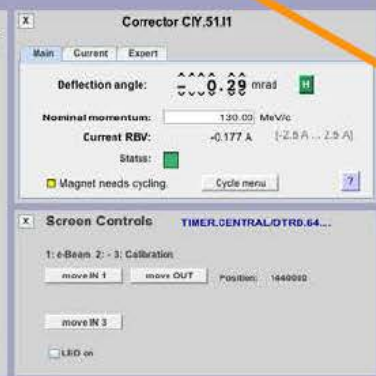 X Corrector CIY.51.I1
Main Current Expert
Deflection angle: - 0.29 mrad H
Nominal momentum: 130.00 MeV/c
Current RBV: -0.177 A [-2.5 A ... 2.5 A]
Status:
Magnet needs cycling. Cycle menu ?
X Screen Controls TIMER.CENTRAL/DTRD.64...
1: e-Beam 2: - 3: Calibration
move IN 1 move OUT Position: 1440000
move IN 3
LED on